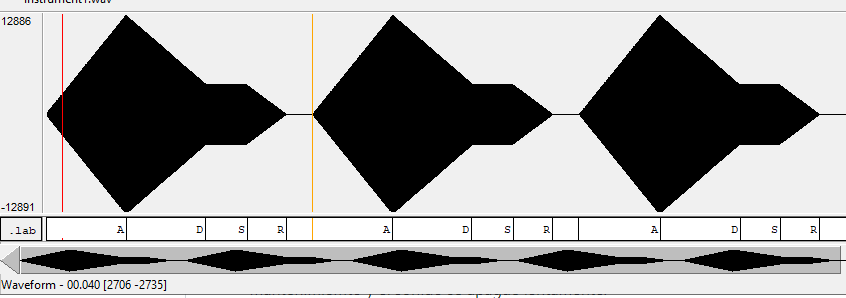 instrument1.wav
12886
-12891
.lab A D S R A D S R A D S R
Waveform - 00.040 [2706 -2735]